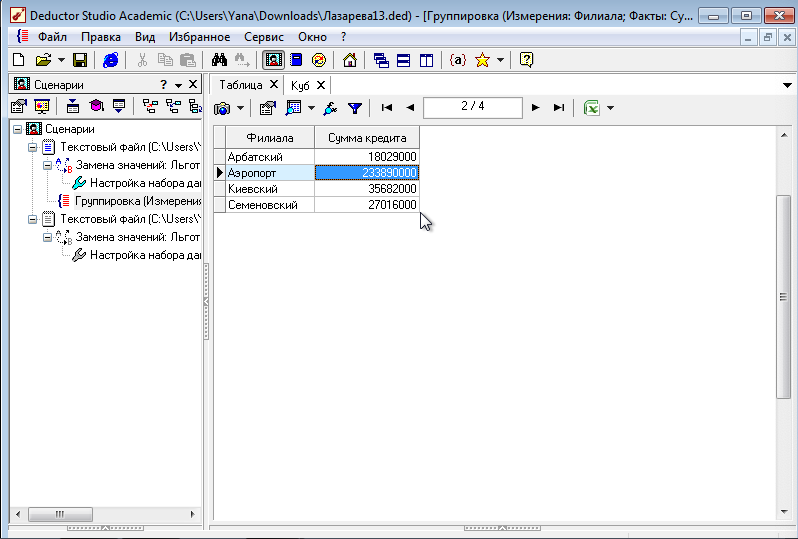 Deductor Studio Academic (C:\Users\Yana\Downloads\Лазарева13.ded) - [Группировка (Измерения: Филиала; Факты: Су...
Файл Правка Вид Избранное Сервис Окно ?
Сценарии ?
Таблица Куб
2 / 4
Сценарии
Текстовый файл (C:\Users\
Замена значений: Льгот
Настройка набора да
Группировка (Измерения
Текстовый файл (C:\Users\
Замена значений: Льгот
Настройка набора да
Филиала Сумма кредита
Арбатский 18029000
Аэропорт 233890000
Киевский 35682000
Семеновский 27016000